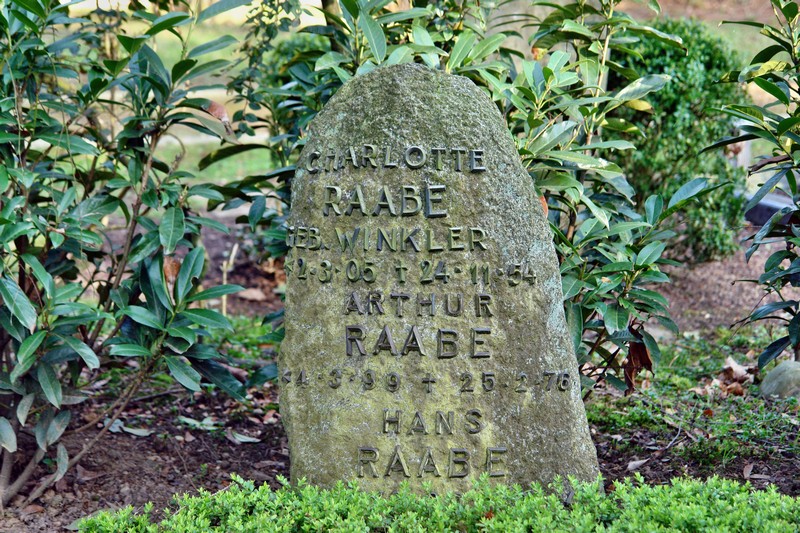 CHARLOTTE
RAABE
GEB. WINKLER
* 2·3·05 † 24·11·54
ARTHUR
RAABE
* 4·3·99 † 25·2·76
HANS
RAABE